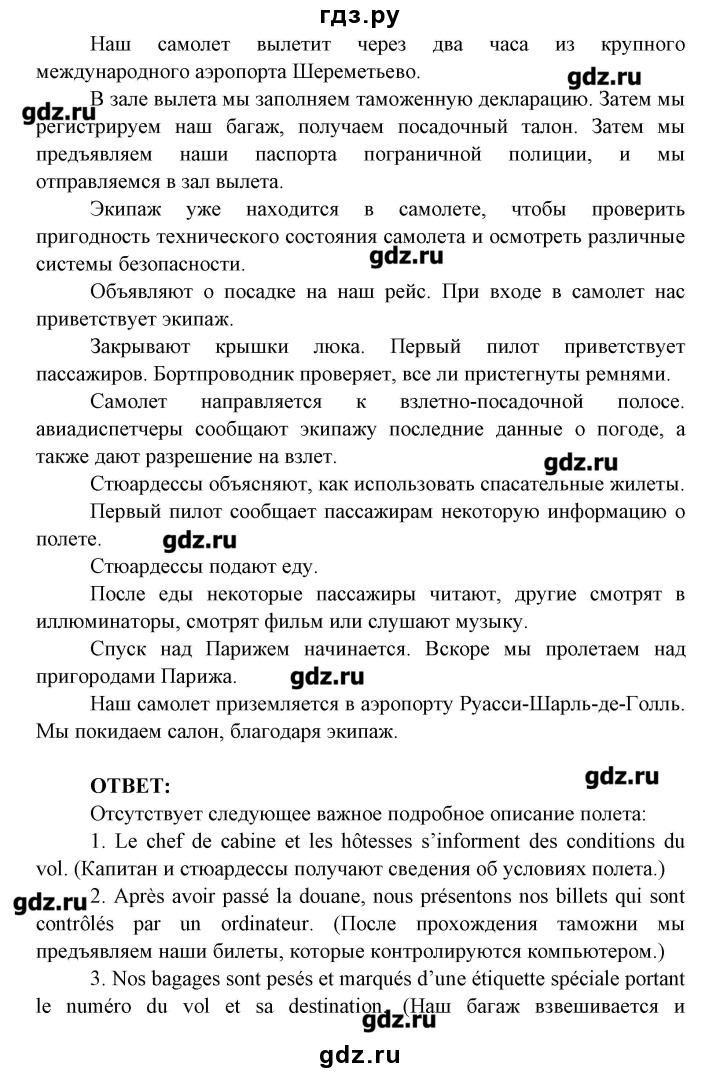 гдз.ру
Наш самолет вылетит через два часа из крупного
международного аэропорта Шереметьево.
gdz.ru
В зале вылета мы заполняем таможенную декларацию. Затем мы
gdz.ru
регистрируем наш багаж, получаем посадочный талон. Затем мы
предъявляем наши паспорта пограничной полиции, и мы
отправляемся в зал вылета.
Экипаж уже находится в самолете, чтобы проверить
пригодность технического состояния самолета и осмотреть различные
системы безопасности.
gdz.ru
Объявляют о посадке на наш рейс. При входе в самолет нас
приветствует экипаж.
Закрывают крышки люка. Первый пилот приветствует
пассажиров. Бортпроводник проверяет, все ли пристегнуты ремнями.
Самолет направляется к взлетно-посадочной полосе.
авиадиспетчеры сообщают экипажу последние данные о погоде, а
также дают разрешение на взлет.
gdz.ru
Стюардессы объясняют, как использовать спасательные жилеты.
Первый пилот сообщает пассажирам некоторую информацию о
полете.
gdz.ru
Стюардессы подают еду.
После еды некоторые пассажиры читают, другие смотрят в
иллюминаторы, смотрят фильм или слушают музыку.
Спуск над Парижем начинается. Вскоре мы пролетаем над
пригородами Парижа.
gdz.ru
Наш самолет приземляется в аэропорту Руасси-Шарль-де-Голль.
Мы покидаем салон, благодаря экипаж.
gdz.ru
ОТВЕТ:
Отсутствует следующее важное подробное описание полета:
1. Le chef de cabine et les hôtesses s’informent des conditions du
vol. (Капитан и стюардессы получают сведения об условиях полета.)
gdz.ru
2. Après avoir passé la douane, nous présentons nos billets qui sont
contrôlés par un ordinateur. (После прохождения таможни мы
предъявляем наши билеты, которые контролируются компьютером.)
3. Nos bagages sont pesés et marqués d’une étiquette spéciale portant
le numéro du vol et sa destination. (Наш багаж взвешивается и
gdz.ru
gdz.ru